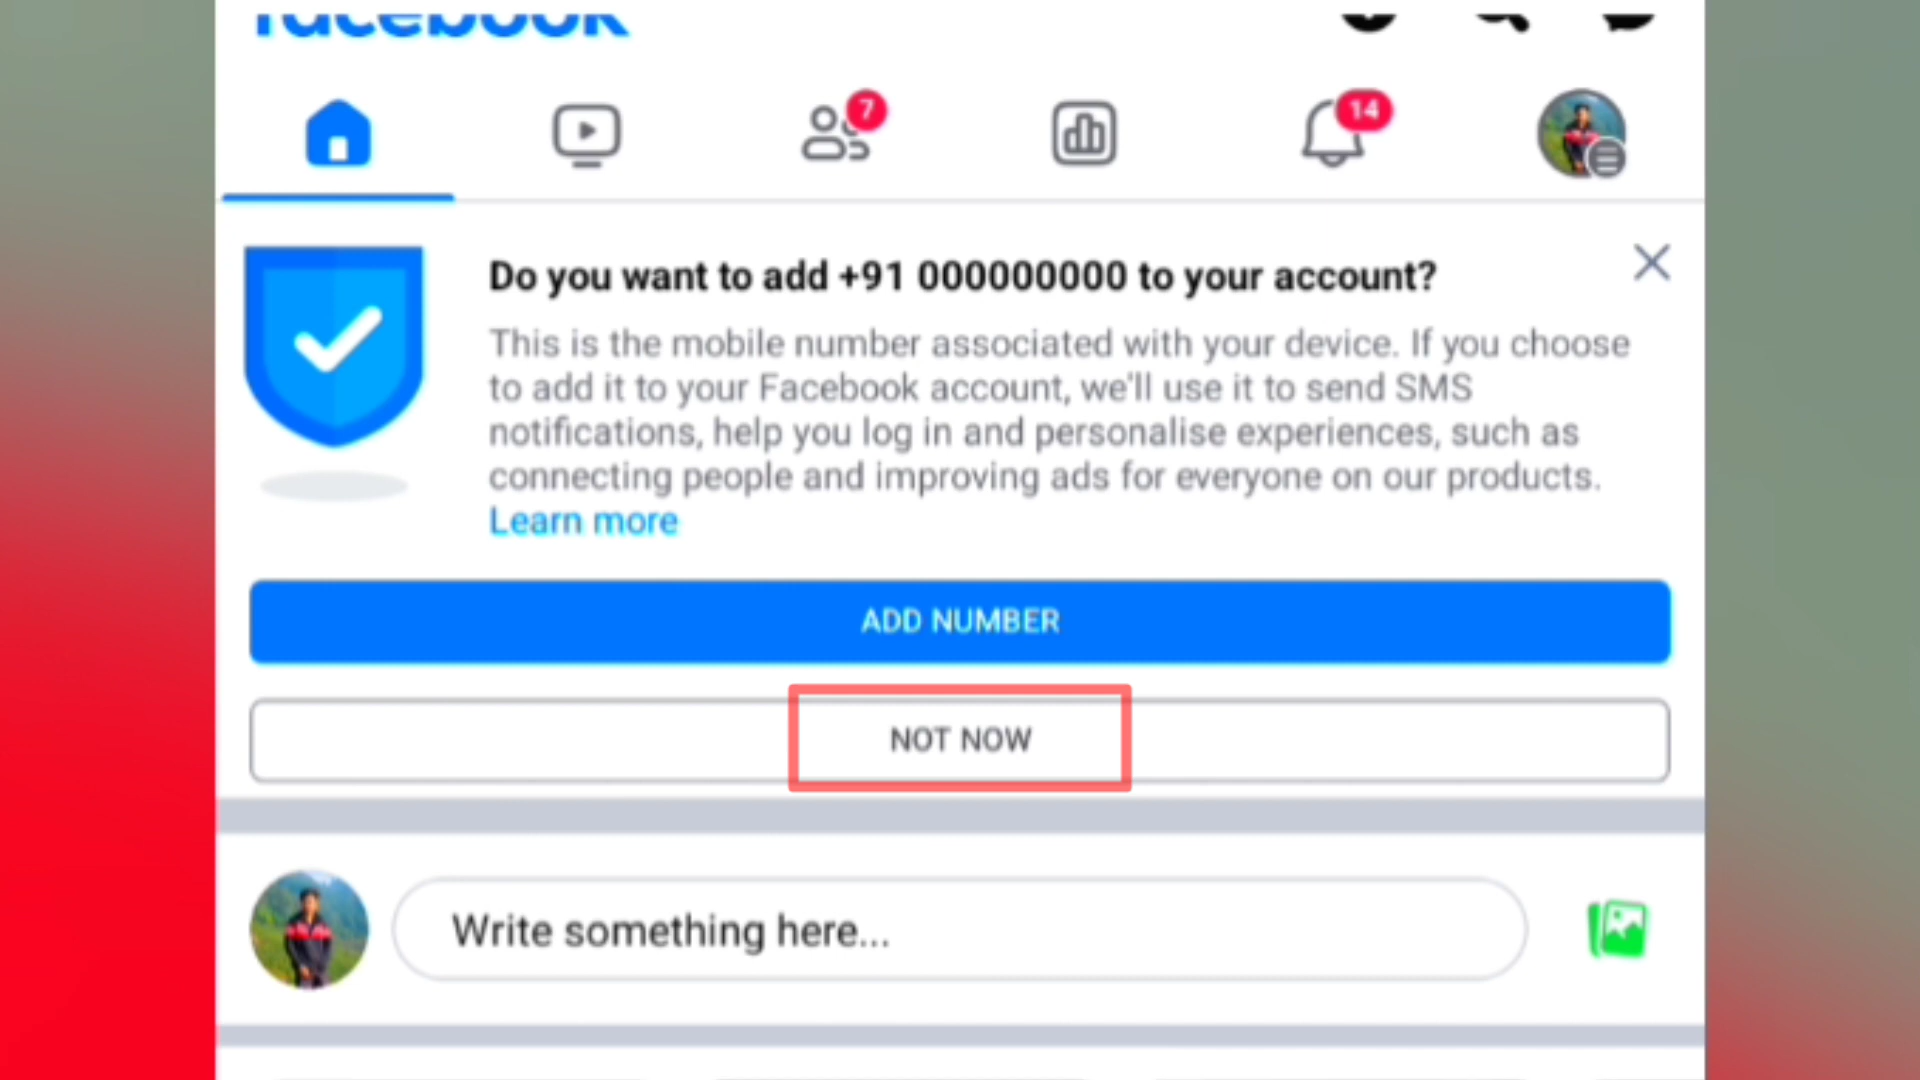 facebook
7
14
Do you want to add +91 000000000 to your account?
This is the mobile number associated with your device. If you choose
to add it to your Facebook account, we'll use it to send SMS
notifications, help you log in and personalise experiences, such as
connecting people and improving ads for everyone on our products.
Learn more
ADD NUMBER
NOT NOW
Write something here...